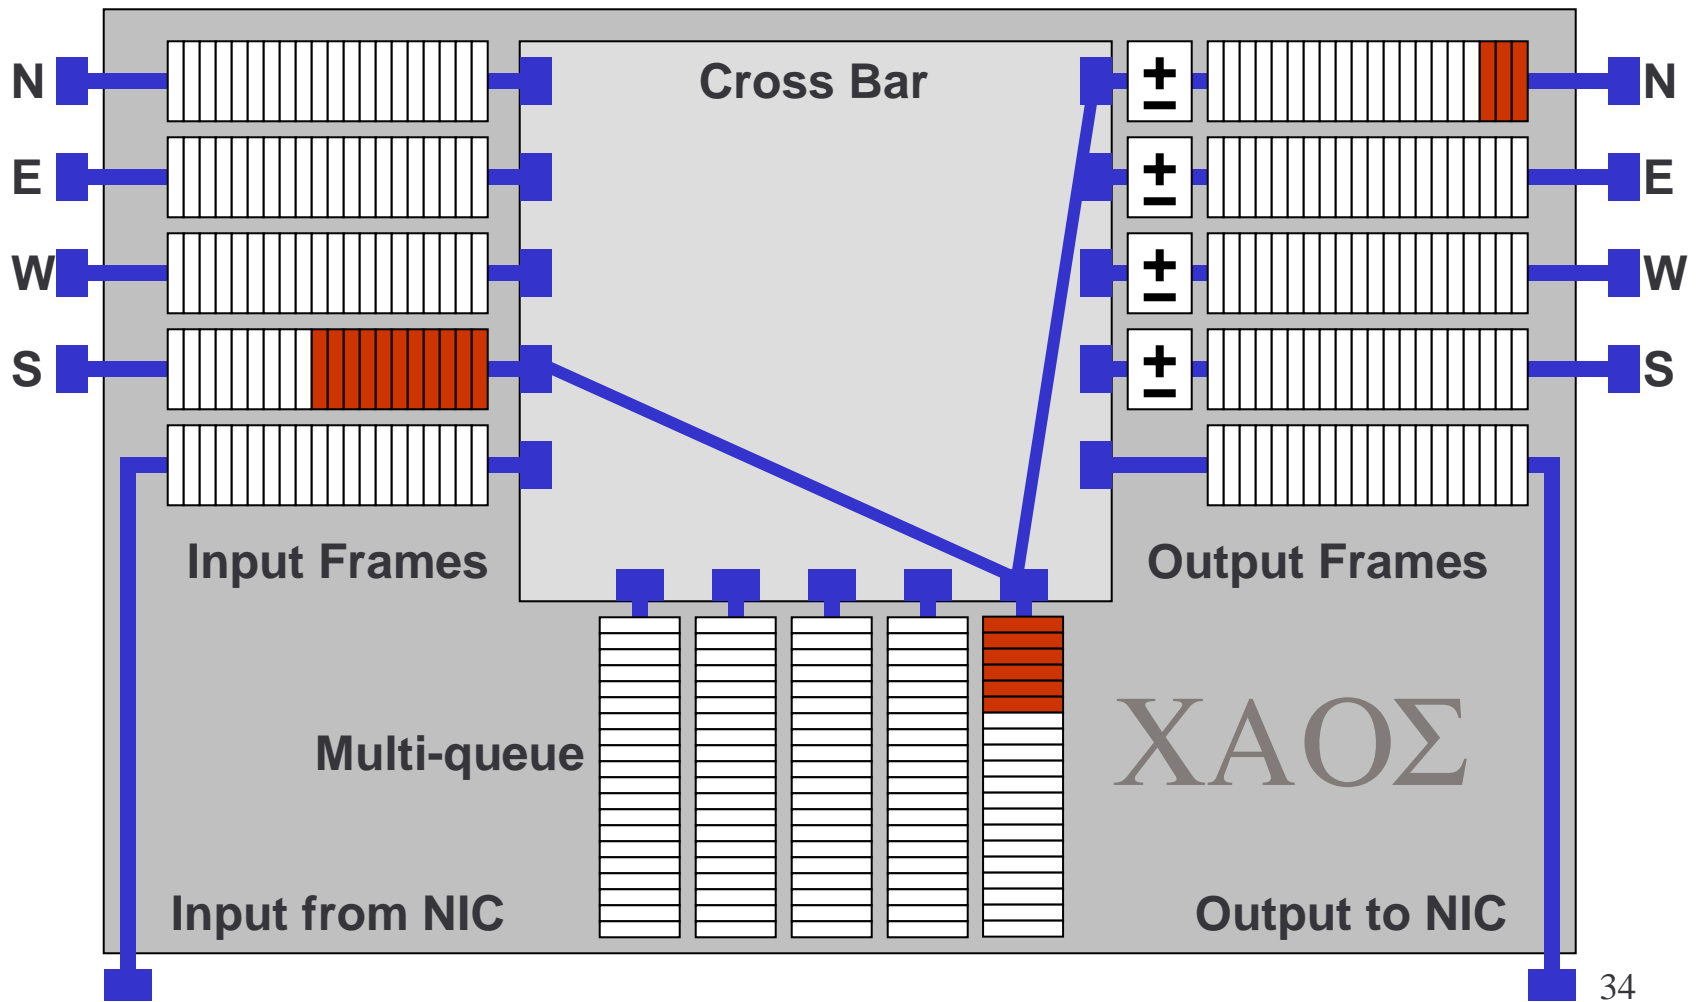 N Cross Bar ± N
E ± E
W ± W
S ± S
Input Frames Output Frames
Multi-queue ΧΑΟΣ
Input from NIC Output to NIC
34